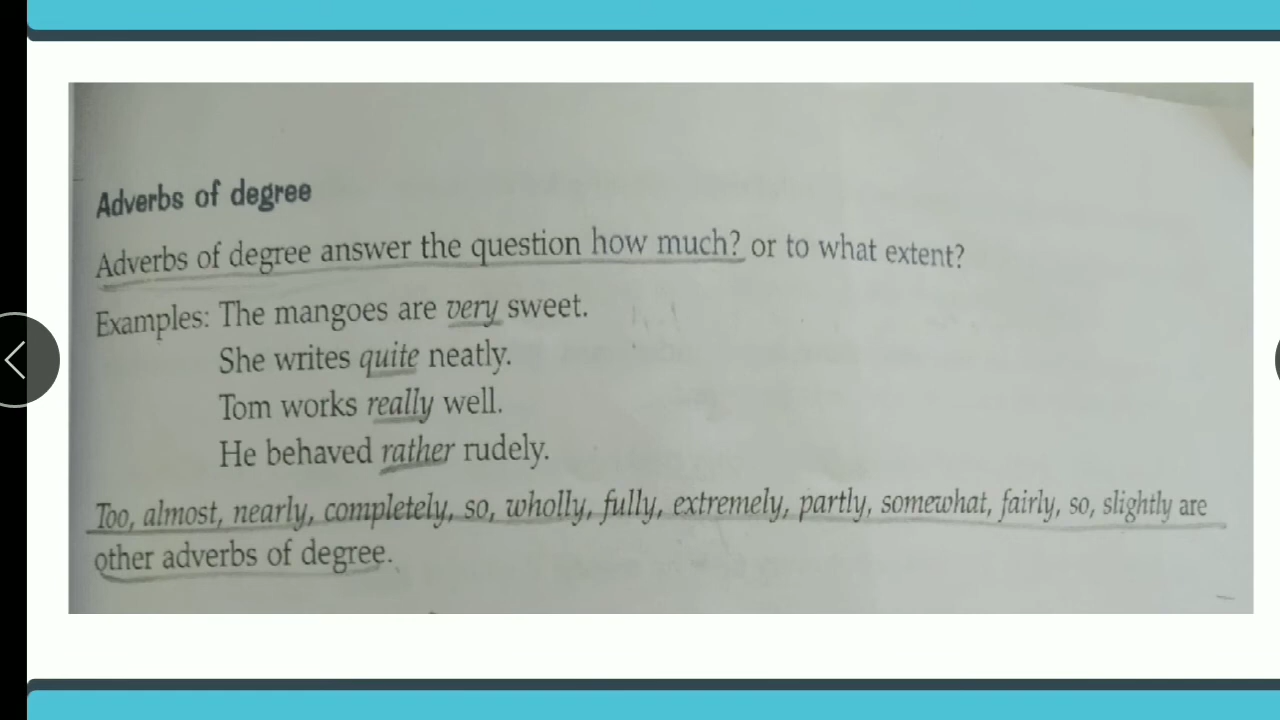 Adverbs of degree
Adverbs of degree answer the question how much? or to what extent?
Examples: The mangoes are very sweet.
She writes quite neatly.
Tom works really well.
He behaved rather rudely.
Too, almost, nearly, completely, so, wholly, fully, extremely, partly, somewhat, fairly, so, slightly are
other adverbs of degree.